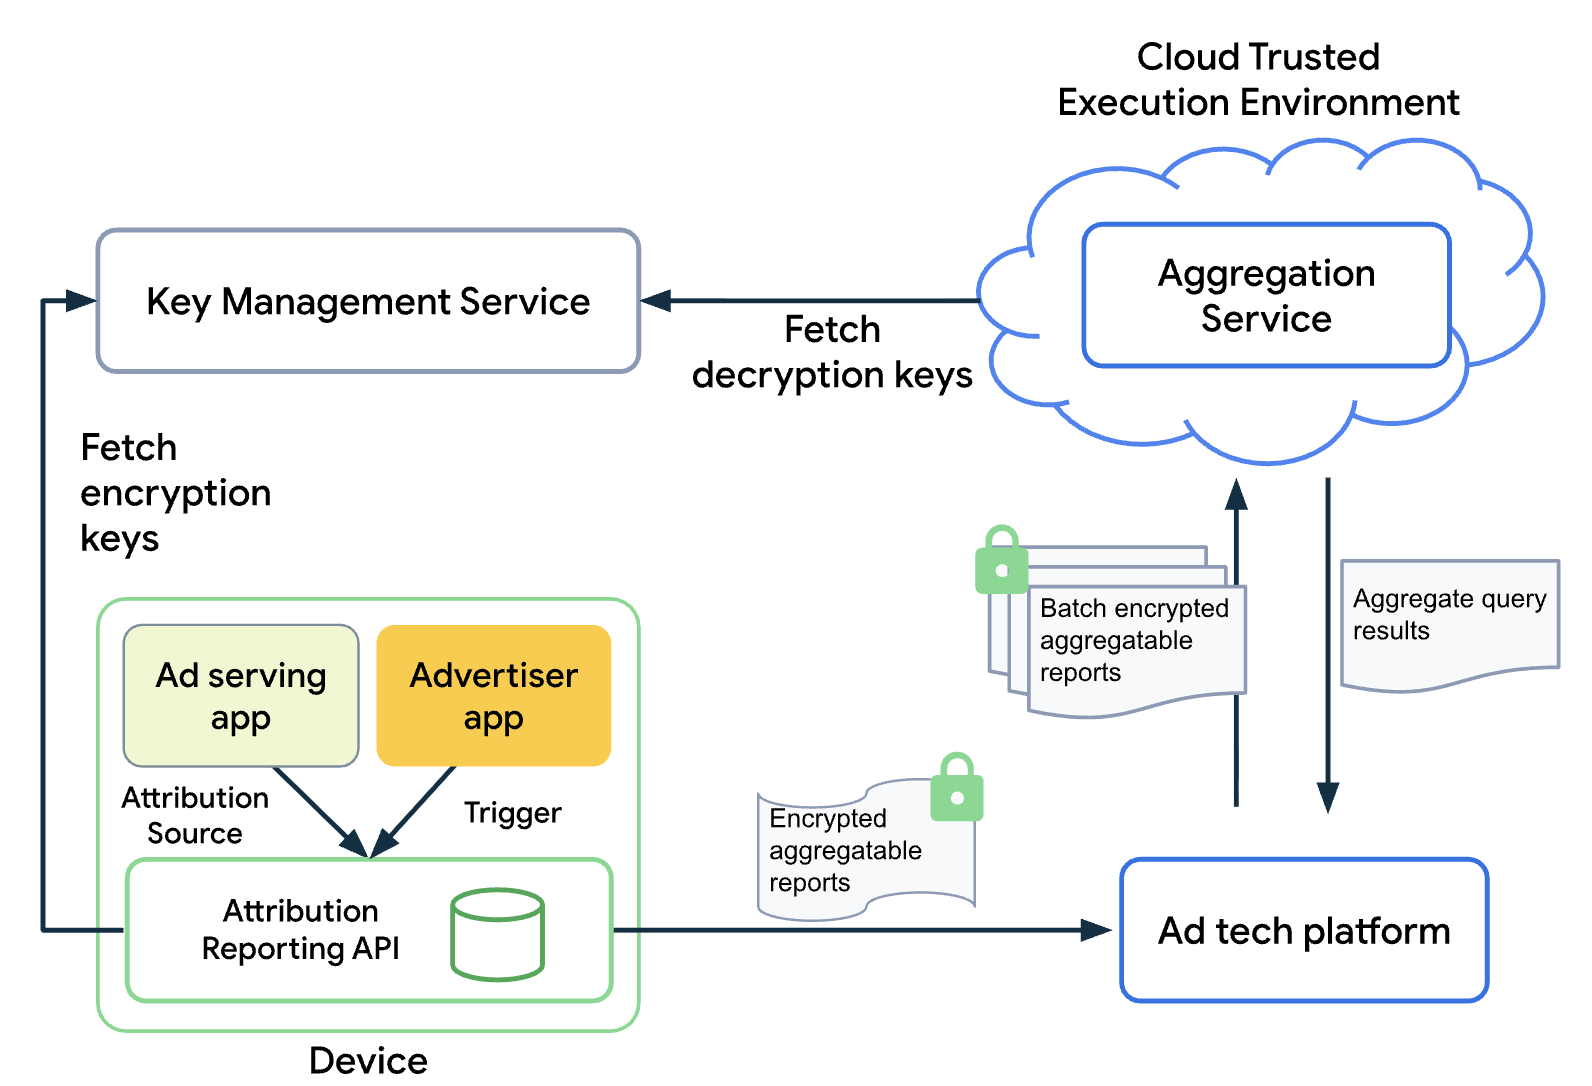 Cloud Trusted
Execution Environment
Key Management Service
Aggregation
Service
Fetch
decryption keys
Fetch
encryption
keys
Batch encrypted
aggregatable
reports
Aggregate query
results
Ad serving
app
Advertiser
app
Attribution
Source
Trigger
Encrypted
aggregatable
reports
Attribution
Reporting API
Ad tech platform
Device